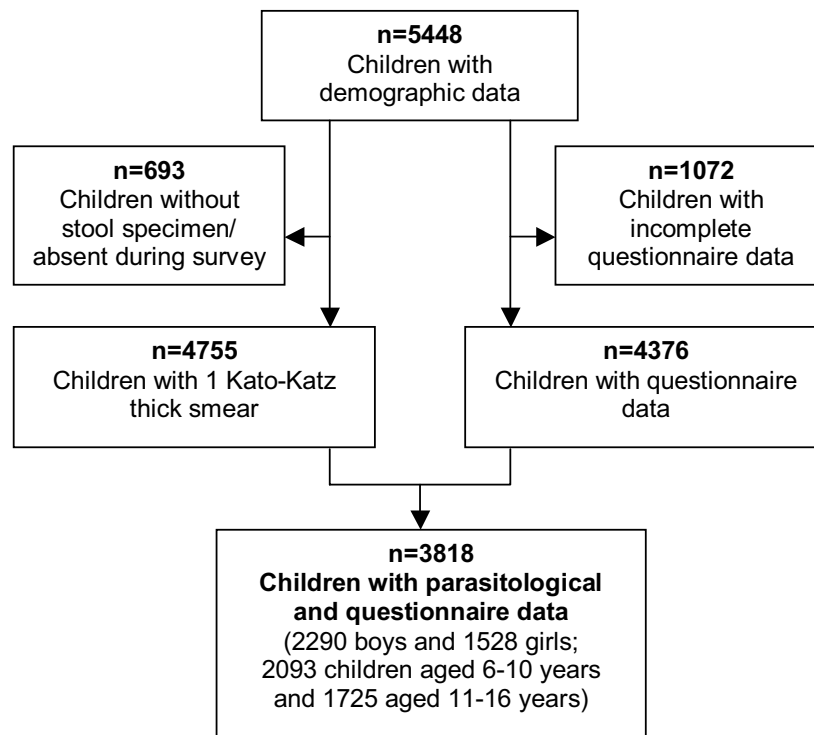 n=5448
Children with
demographic data
n=693
Children without
stool specimen/
absent during survey
n=1072
Children with
incomplete
questionnaire data
n=4755
Children with 1 Kato-Katz
thick smear
n=4376
Children with questionnaire
data
n=3818
Children with parasitological
and questionnaire data
(2290 boys and 1528 girls;
2093 children aged 6-10 years
and 1725 aged 11-16 years)